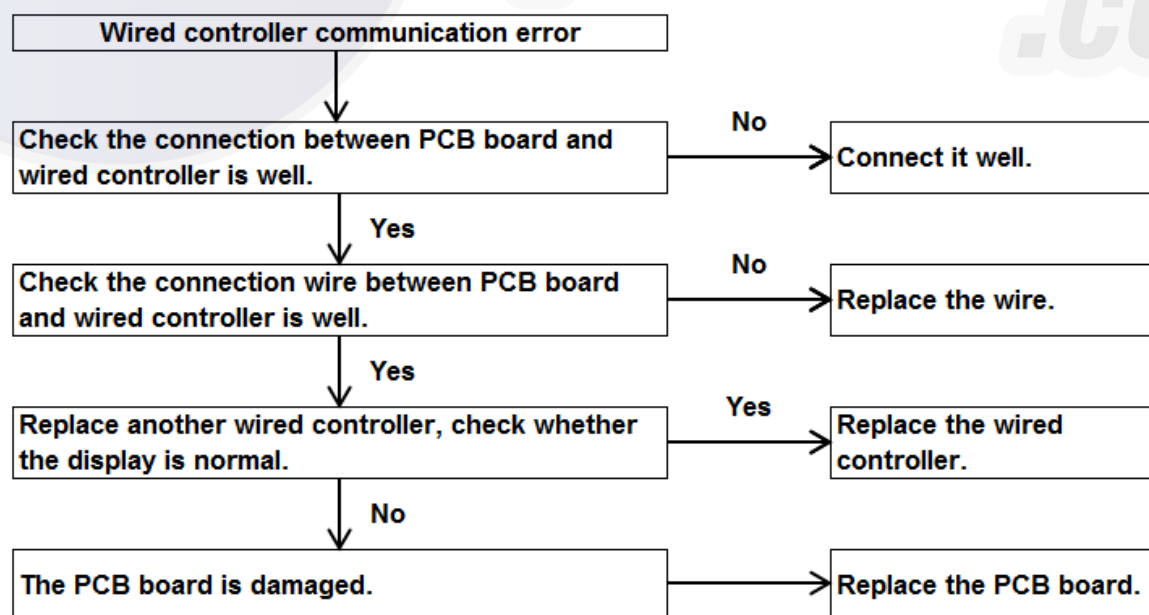 Wired controller communication error
Check the connection between PCB board and
wired controller is well.
No
Connect it well.
Yes
Check the connection wire between PCB board
and wired controller is well.
No
Replace the wire.
Yes
Replace another wired controller, check whether
the display is normal.
Yes
Replace the wired
controller.
No
The PCB board is damaged.
Replace the PCB board.